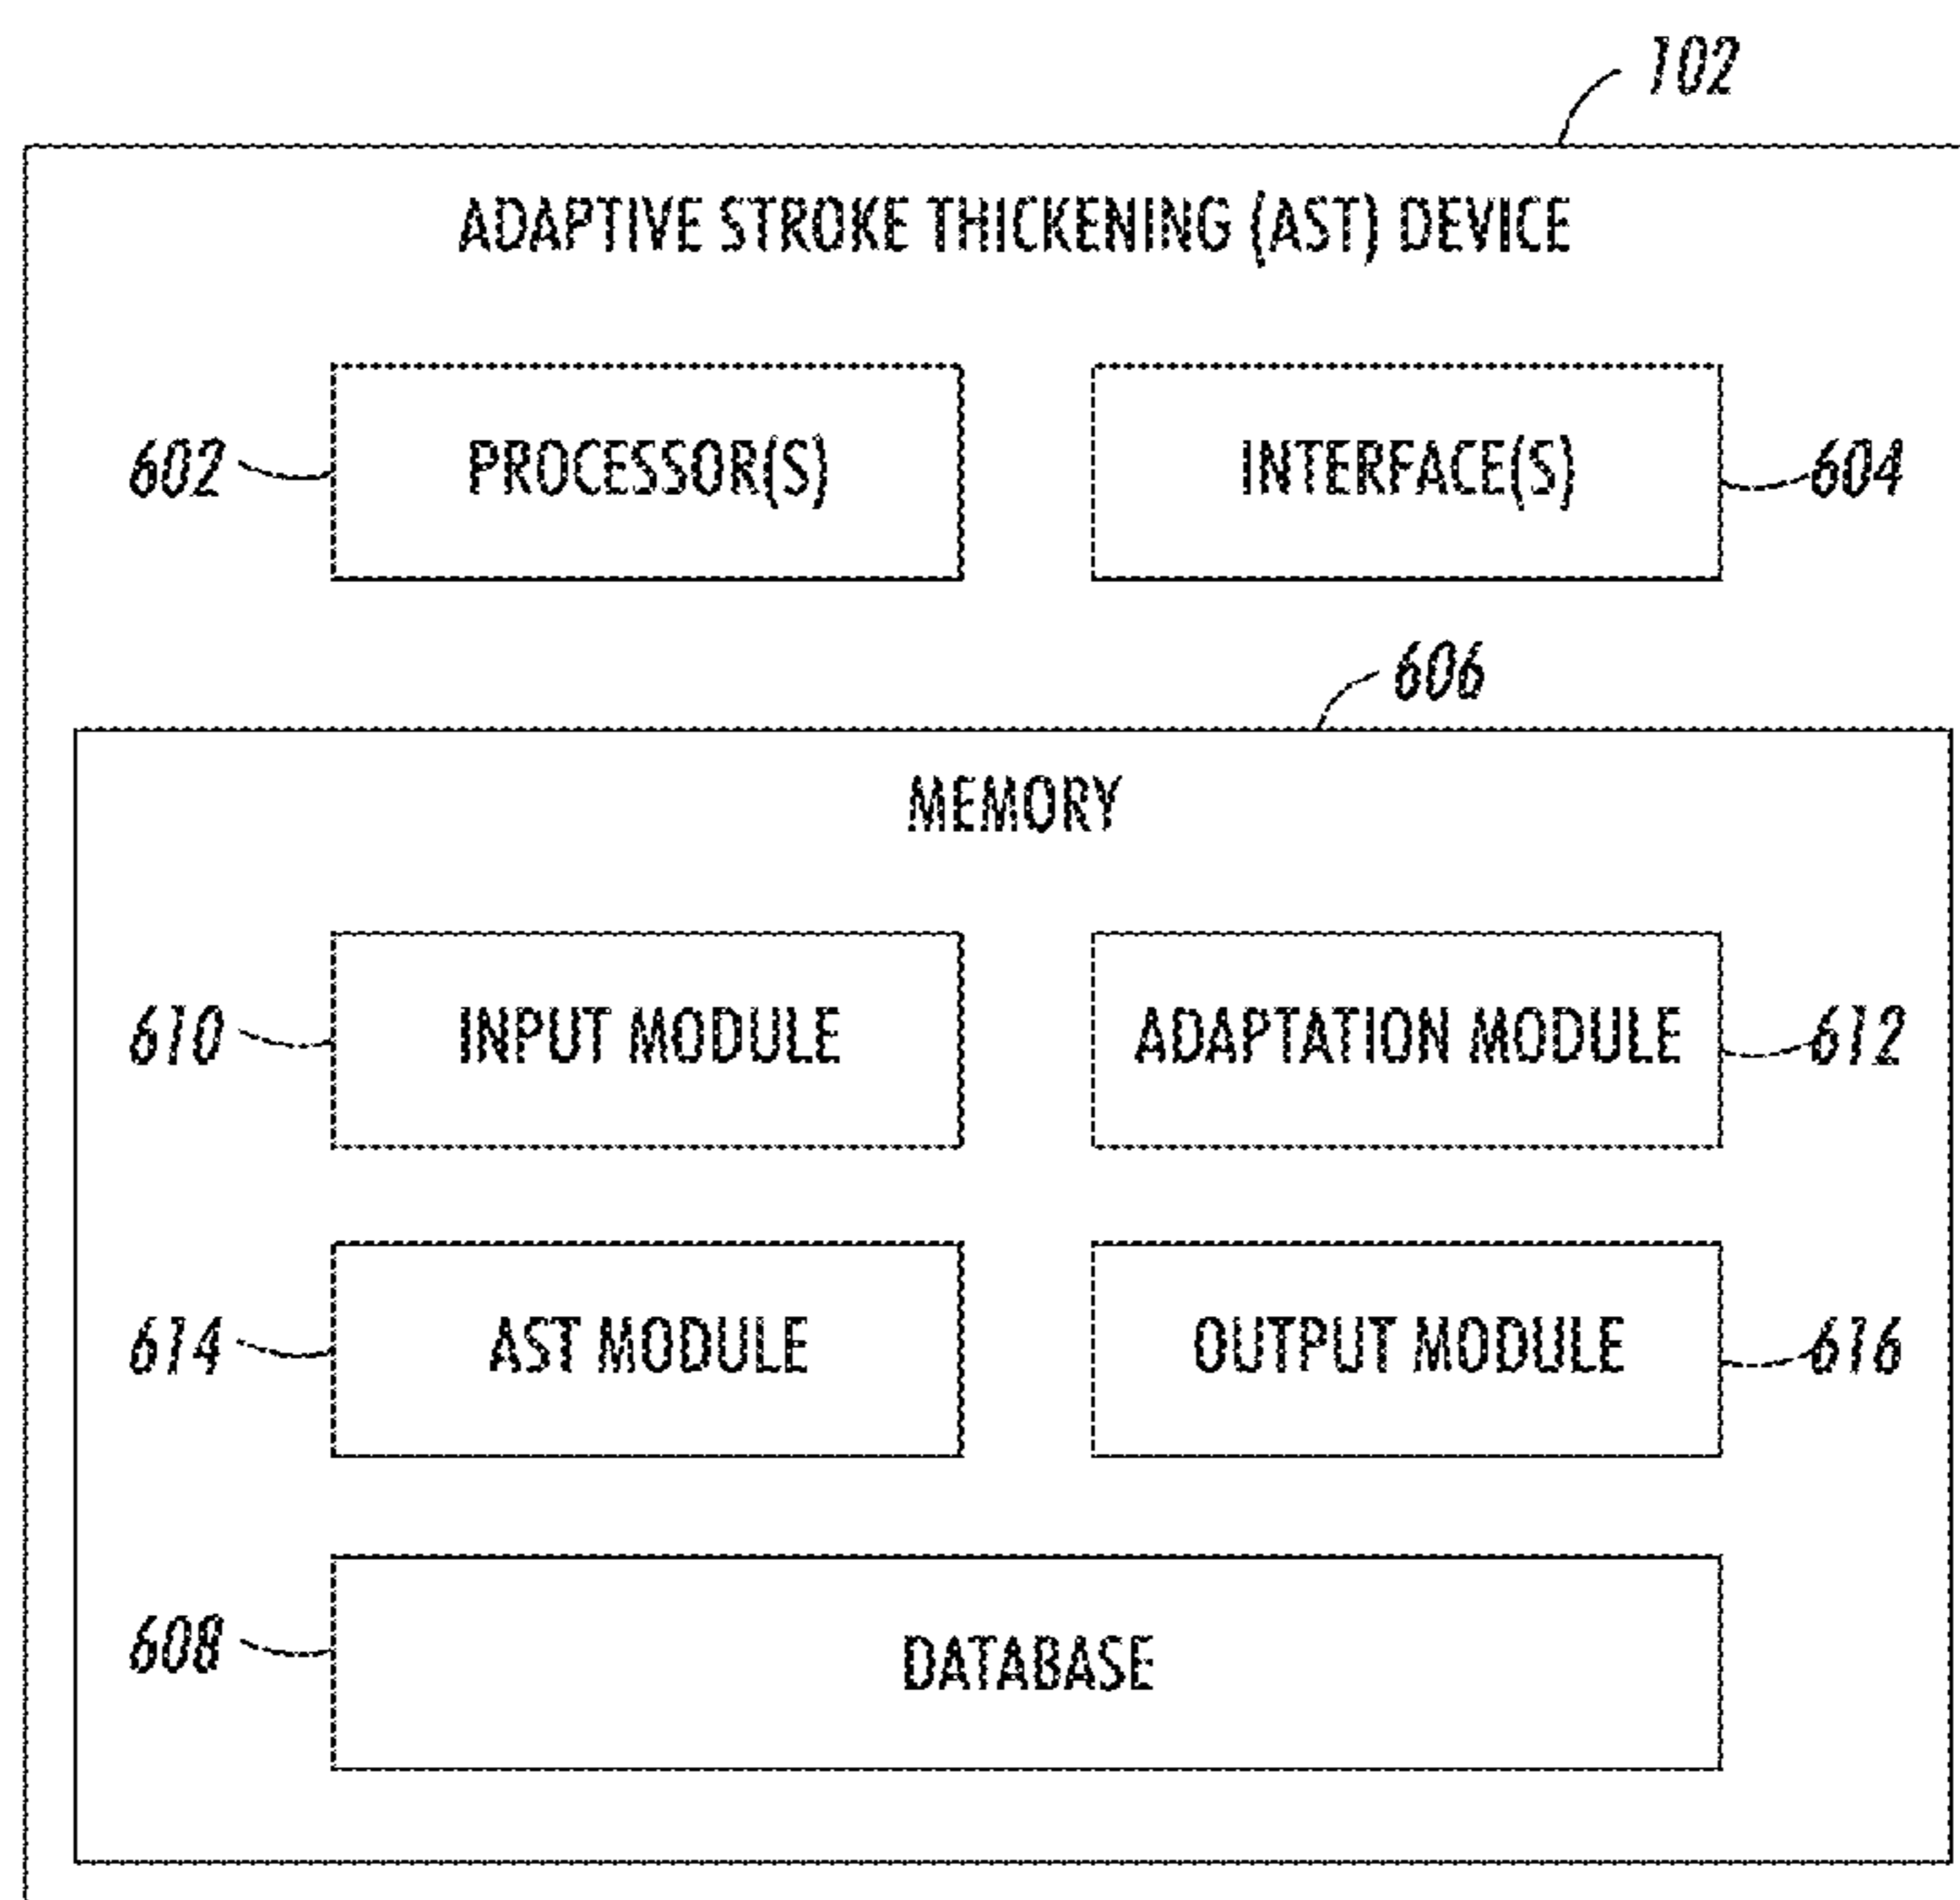 102
ADAPTIVE STROKE THICKENING (AST) DEVICE
602 PROCESSOR(S) INTERFACE(S) 604
606
MEMORY
610 INPUT MODULE ADAPTATION MODULE 612
614 AST MODULE OUTPUT MODULE 616
608 DATABASE